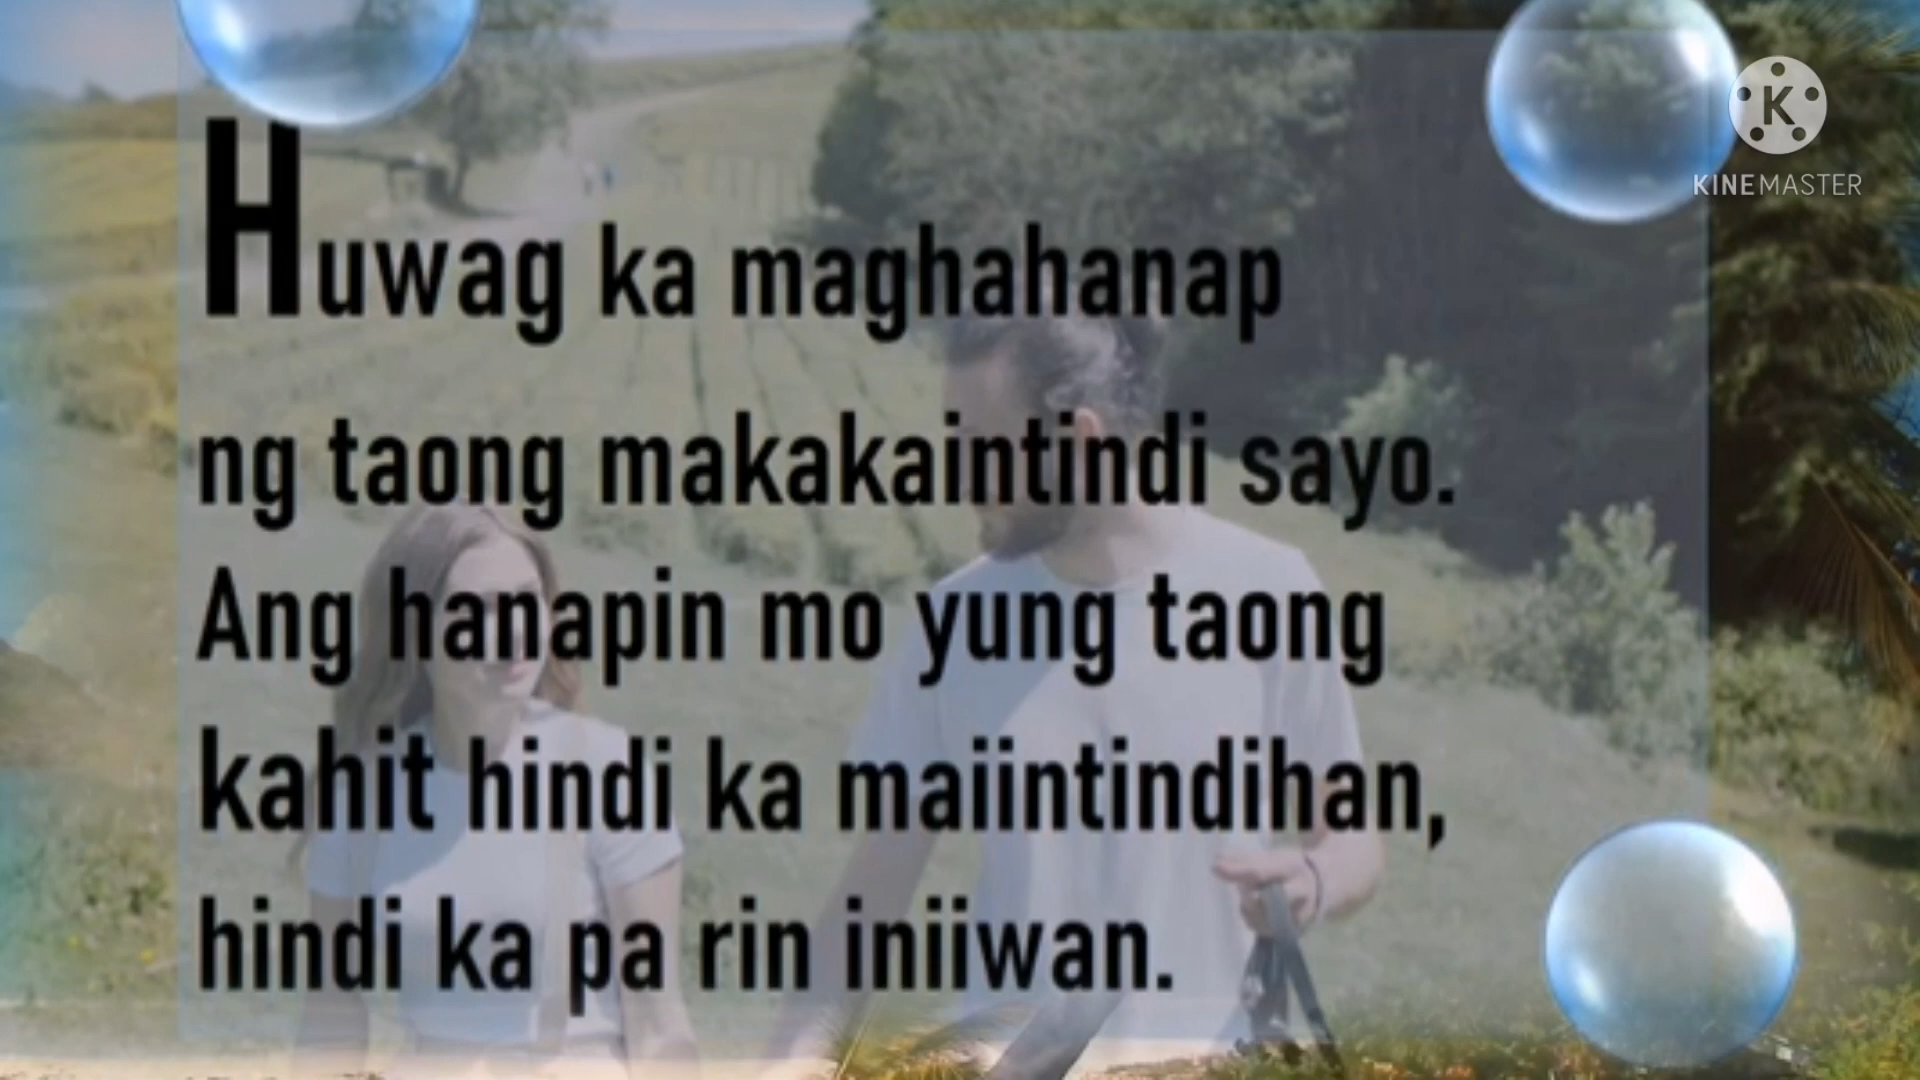 Huwag ka maghahanap
ng taong makakaintindi sayo.
Ang hanapin mo yung taong
kahit hindi ka maiintindihan,
hindi ka pa rin iniiwan.
K
KINEMASTER